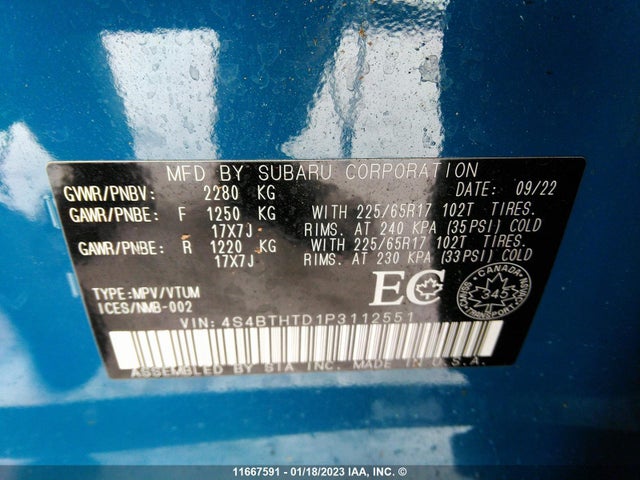 MFD BY SUBARU CORPORATION
GVWR/PNBV: 2280 KG DATE: 09/22
GAWR/PNBE: F 1250 KG WITH 225/65R17 102T TIRES.
17X7J RIMS. AT 240 KPA (35PSI) COLD
GAWR/PNBE: R 1220 KG WITH 225/65R17 102T TIRES.
17X7J RIMS. AT 230 KPA (33PSI) COLD
TYPE:MPV/VTUM
ICES/NMB-002
EC
CANADA
345
TRANSPORT
VIN: 4S4BTHTD1P3112551
ASSEMBLED BY SIA INC. MADE IN U.S.A.
11667591 - 01/18/2023 IAA, INC. ©